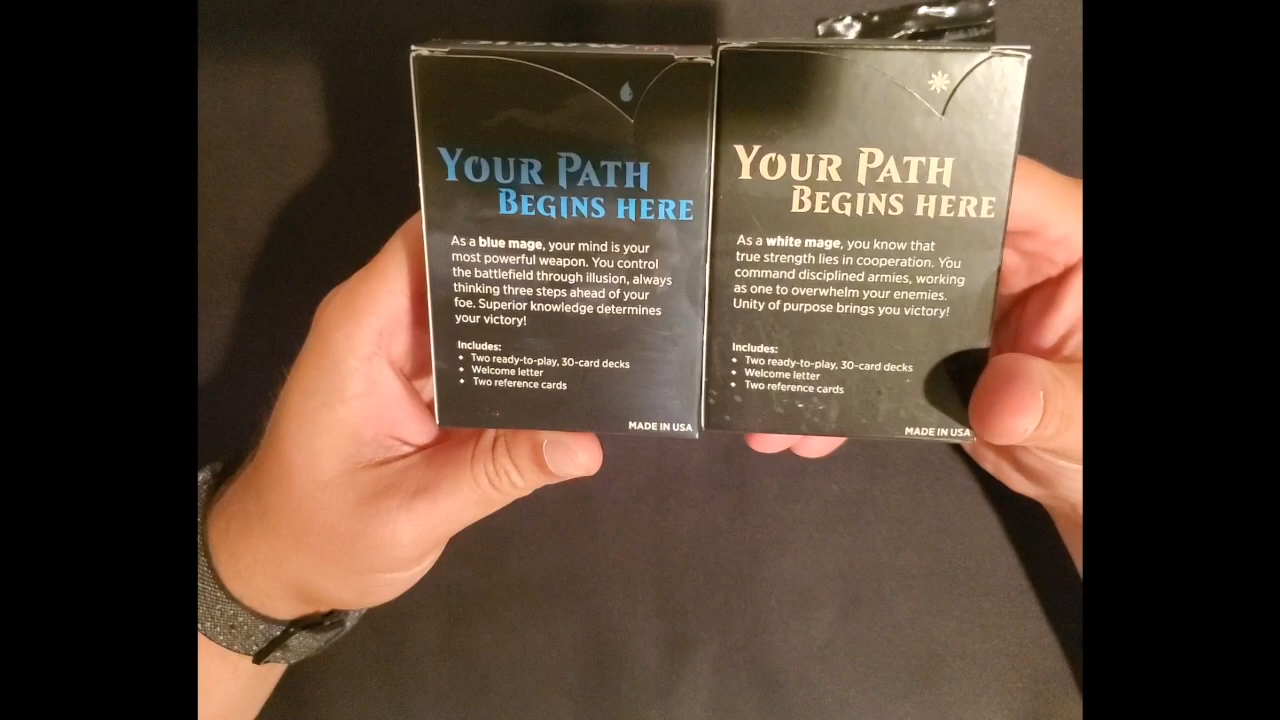 YOUR PATH
BEGINS HERE
As a blue mage, your mind is your
most powerful weapon. You control
the battlefield through illusion, always
thinking three steps ahead of your
foe. Superior knowledge determines
your victory!
Includes:
• Two ready-to-play, 30-card decks
• Welcome letter
• Two reference cards
MADE IN USA
YOUR PATH
BEGINS HERE
As a white mage, you know that
true strength lies in cooperation. You
command disciplined armies, working
as one to overwhelm your enemies.
Unity of purpose brings you victory!
Includes:
• Two ready-to-play, 30-card decks
• Welcome letter
• Two reference cards
MADE IN USA